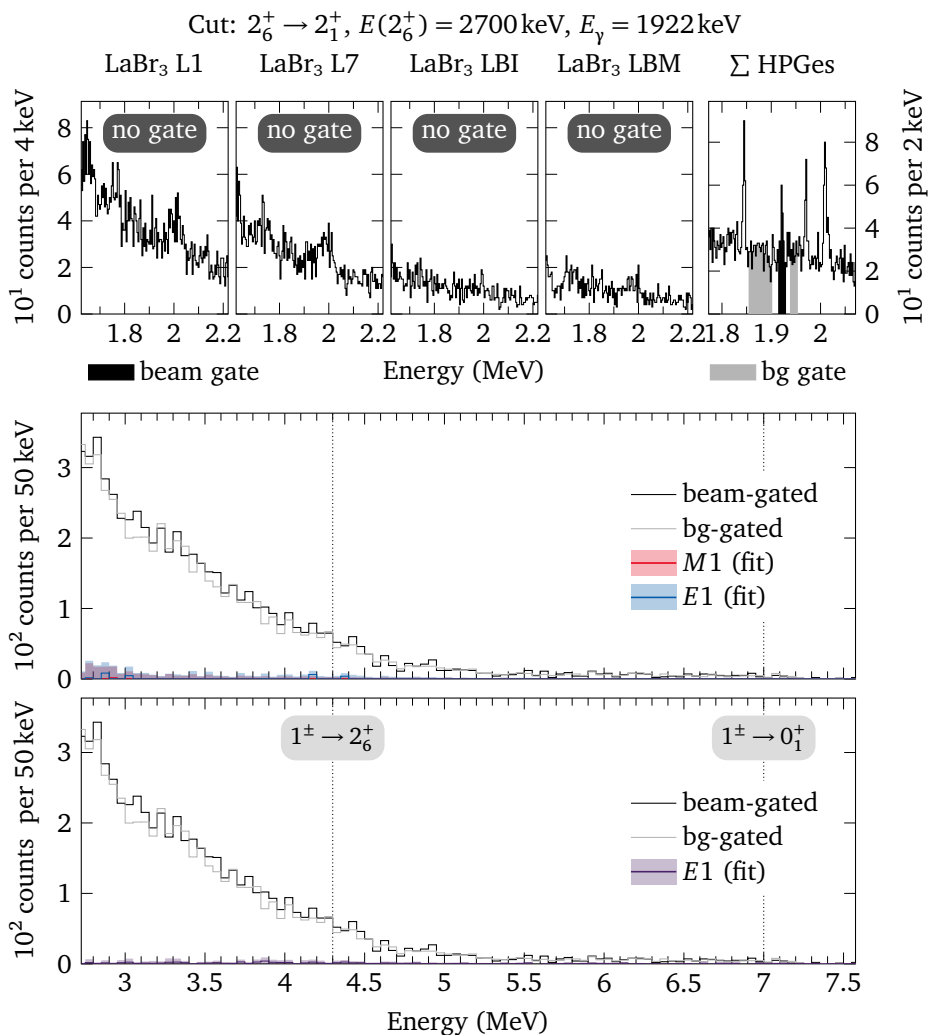 Cut: 2₆⁺ → 2₁⁺, E(2₆⁺) = 2700 keV, Eᵧ = 1922 keV
LaBr₃ L1 LaBr₃ L7 LaBr₃ LBI LaBr₃ LBM ∑ HPGes
10¹ counts per 4 keV
8
6
4
2
0
no gate no gate no gate no gate
8
6
4
2
0
10¹ counts per 2 keV
1.8 2 2.2 1.8 2 2.2 1.8 2 2.2 1.8 2 2.2 1.8 1.9 2
beam gate Energy (MeV) bg gate
10² counts per 50 keV
3
2
1
0
beam-gated
bg-gated
M1 (fit)
E1 (fit)
10² counts per 50 keV
3
2
1
0
1± → 2₆⁺ 1± → 0₁⁺
beam-gated
bg-gated
E1 (fit)
3 3.5 4 4.5 5 5.5 6 6.5 7 7.5
Energy (MeV)